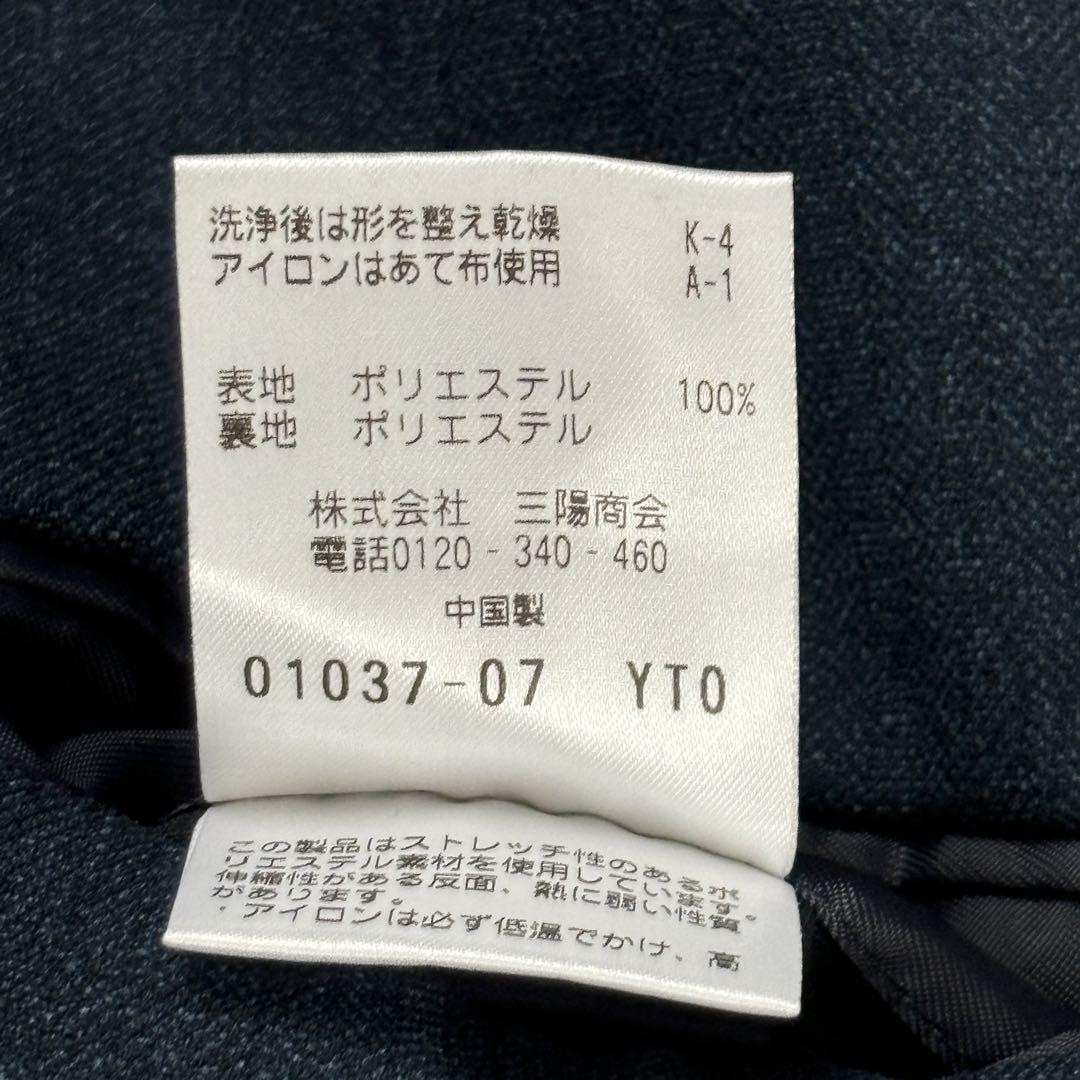 洗浄後は形を整え乾燥
アイロンはあて布使用
K-4
A-1
表地 ポリエステル
裏地 ポリエステル
100%
株式会社 三陽商会
電話0120-340-460
中国製
01037-07 YTO
この製品はストレッチ性のあるポ
リエステル素材を使用しています。
伸縮性がある反面、熱に弱い性質
があります。
・アイロンは必ず低温でかけ、高